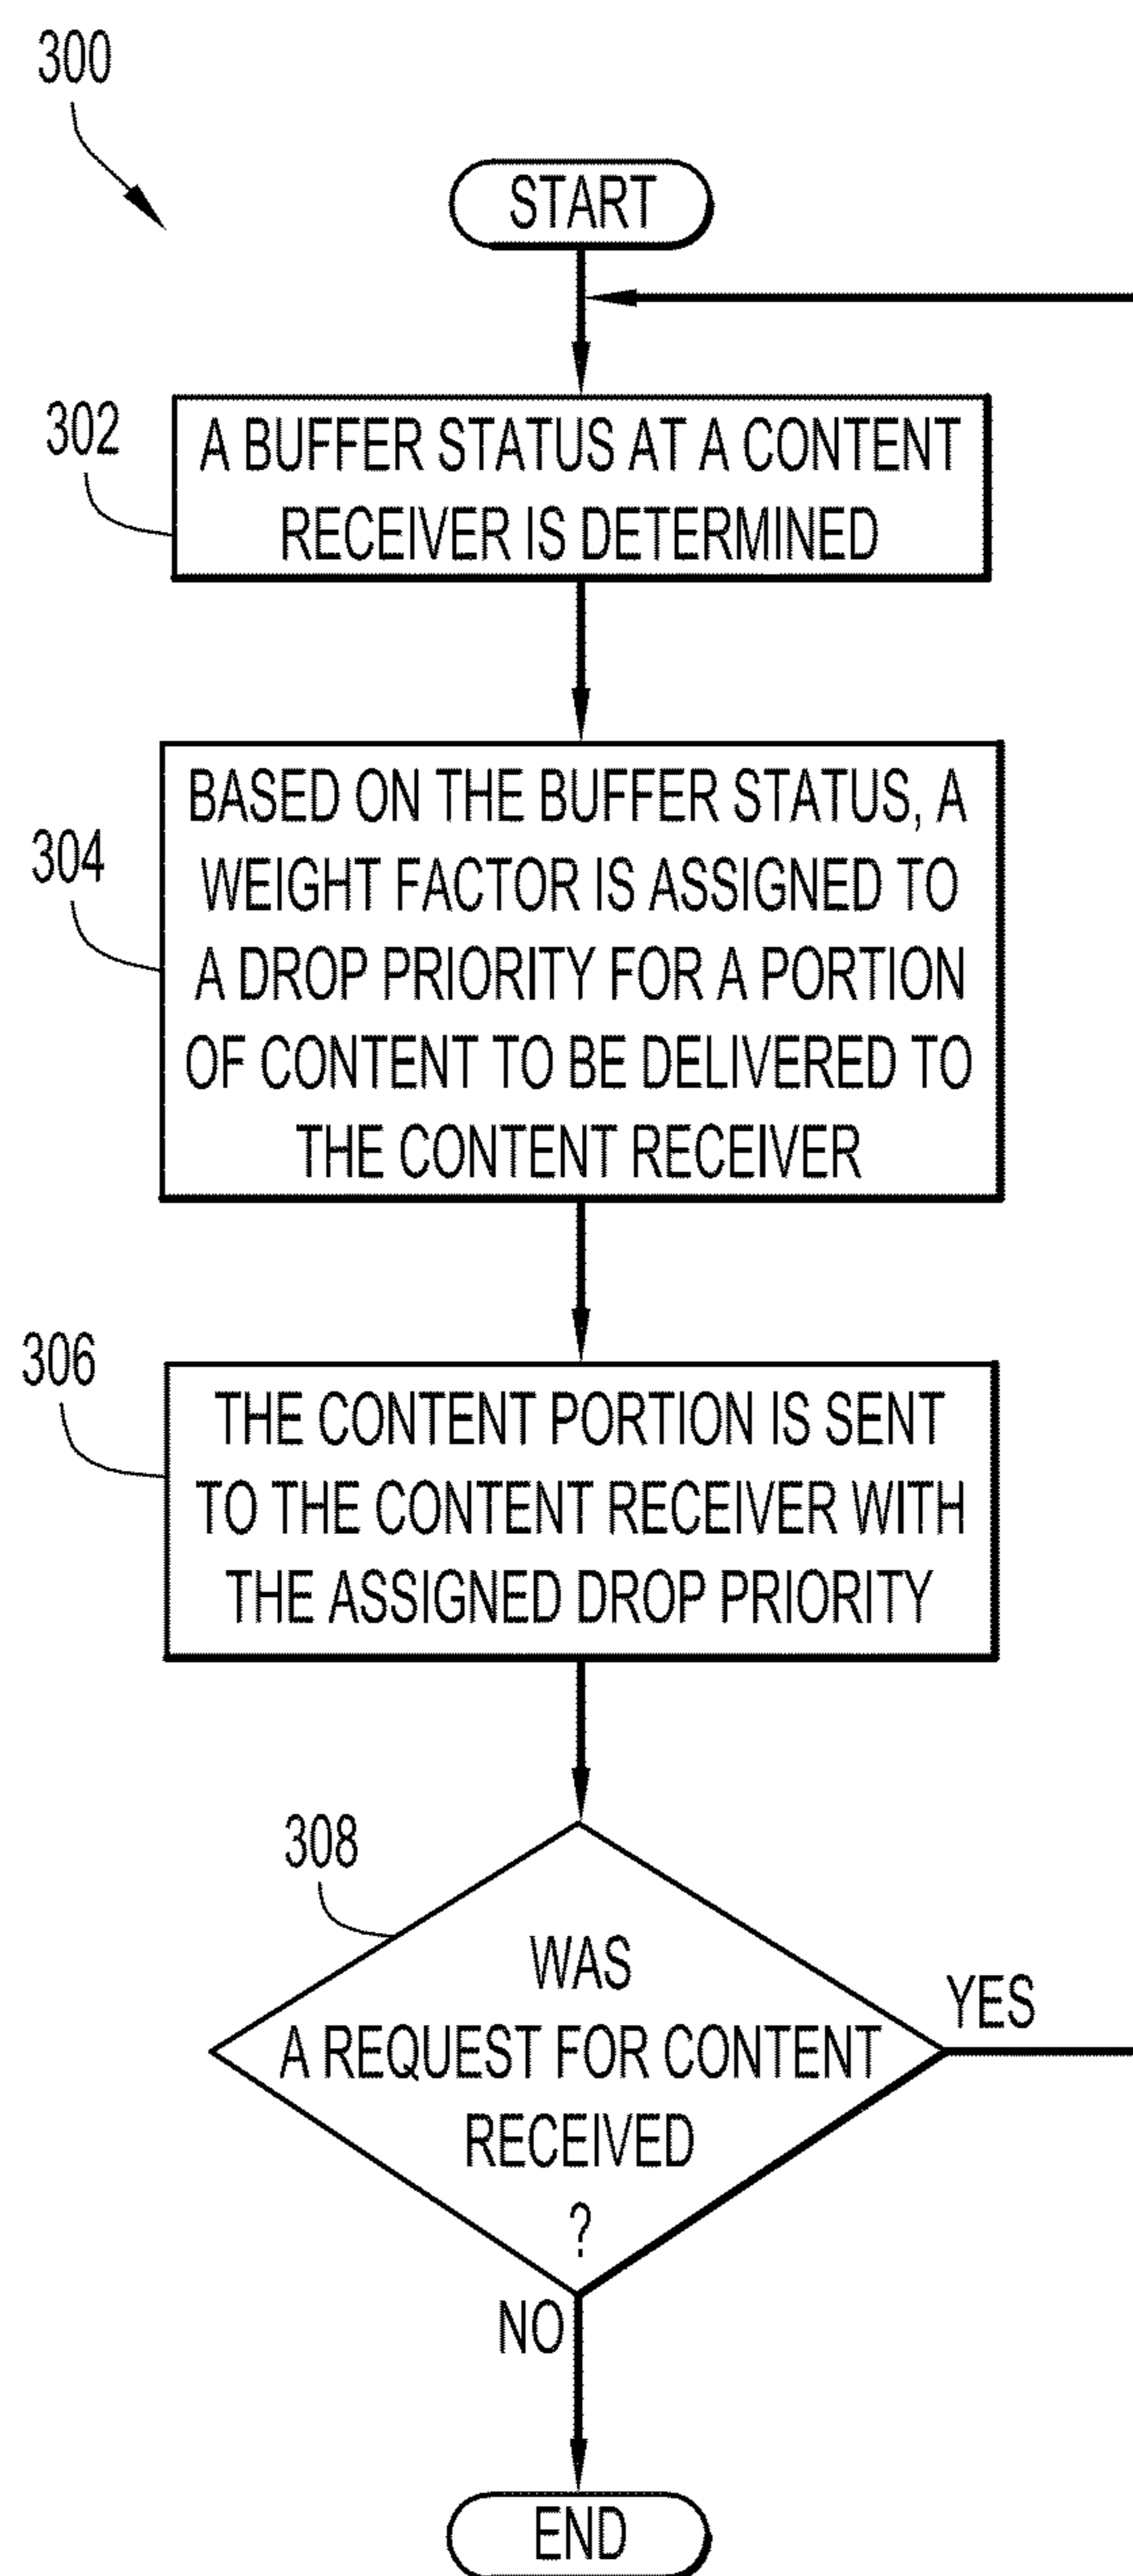 300
START
302
A BUFFER STATUS AT A CONTENT
RECEIVER IS DETERMINED
304
BASED ON THE BUFFER STATUS, A
WEIGHT FACTOR IS ASSIGNED TO
A DROP PRIORITY FOR A PORTION
OF CONTENT TO BE DELIVERED TO
THE CONTENT RECEIVER
306
THE CONTENT PORTION IS SENT
TO THE CONTENT RECEIVER WITH
THE ASSIGNED DROP PRIORITY
308
WAS
A REQUEST FOR CONTENT
RECEIVED
?
YES
NO
END